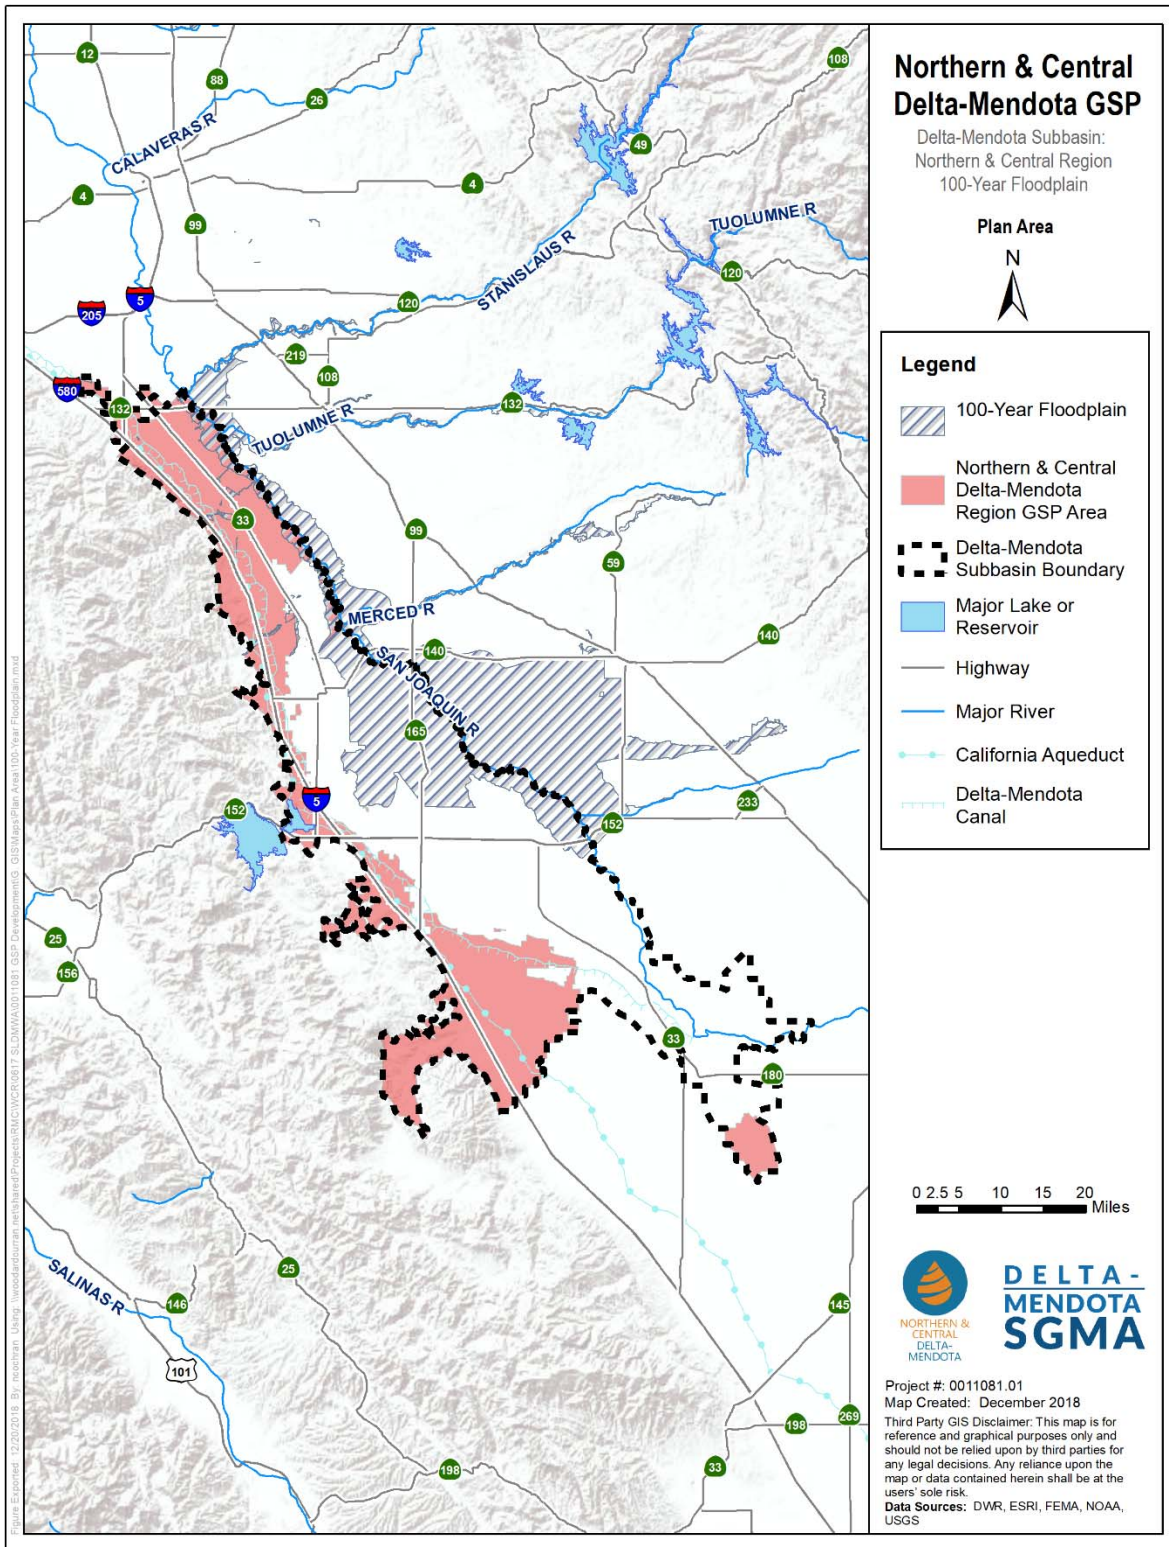 Northern & Central
Delta-Mendota GSP
Delta-Mendota Subbasin:
Northern & Central Region
100-Year Floodplain
Plan Area
N
Legend
100-Year Floodplain
Northern & Central
Delta-Mendota
Region GSP Area
Delta-Mendota
Subbasin Boundary
Major Lake or
Reservoir
Highway
Major River
California Aqueduct
Delta-Mendota
Canal
0 2.5 5 10 15 20
Miles
NORTHERN &
CENTRAL
DELTA-
MENDOTA
DELTA-
MENDOTA
SGMA
Project #: 0011081.01
Map Created: December 2018
Third Party GIS Disclaimer: This map is for
reference and graphical purposes only and
should not be relied upon by third parties for
any legal decisions. Any reliance upon the
map or data contained herein shall be at the
users' sole risk.
Data Sources: DWR, ESRI, FEMA, NOAA,
USGS
12
88
26
108
CALAVERAS R
49
4
4
99
TUOLUMNE R
STANISLAUS R
120
5
205
120
219
108
580
132
132
TUOLUMNE R
33
99
59
MERCED R
140
140
SAN JOAQUIN R
165
5
152
233
152
25
156
33
180
SALINAS R
25
146
101
145
198
269
33
198
Figure Exported: 12/20/2018